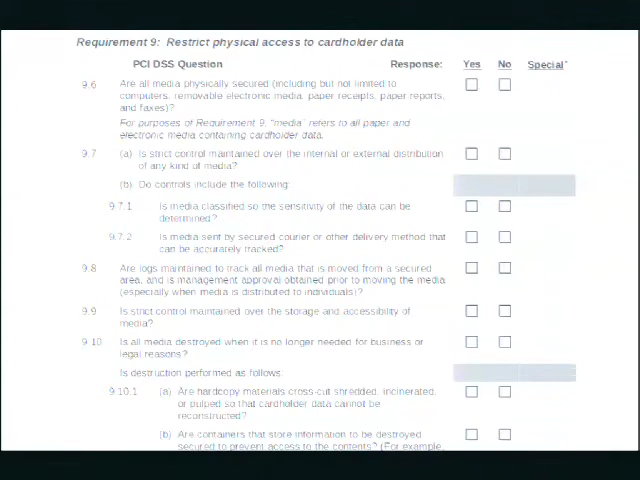 Requirement 9: Restrict physical access to cardholder data
PCI DSS Question Response: Yes No Special*
9.6 Are all media physically secured (including but not limited to
computers, removable electronic media, paper receipts, paper reports,
and faxes)?
For purposes of Requirement 9, "media" refers to all paper and
electronic media containing cardholder data.
9.7 (a) Is strict control maintained over the internal or external distribution
of any kind of media?
(b) Do controls include the following:
9.7.1 Is media classified so the sensitivity of the data can be
determined?
9.7.2 Is media sent by secured courier or other delivery method that
can be accurately tracked?
9.8 Are logs maintained to track all media that is moved from a secured
area, and is management approval obtained prior to moving the media
(especially when media is distributed to individuals)?
9.9 Is strict control maintained over the storage and accessibility of
media?
9.10 Is all media destroyed when it is no longer needed for business or
legal reasons?
Is destruction performed as follows:
9.10.1 (a) Are hardcopy materials cross-cut shredded, incinerated,
or pulped so that cardholder data cannot be
reconstructed?
(b) Are containers that store information to be destroyed
secured to prevent access to the contents? (For example,